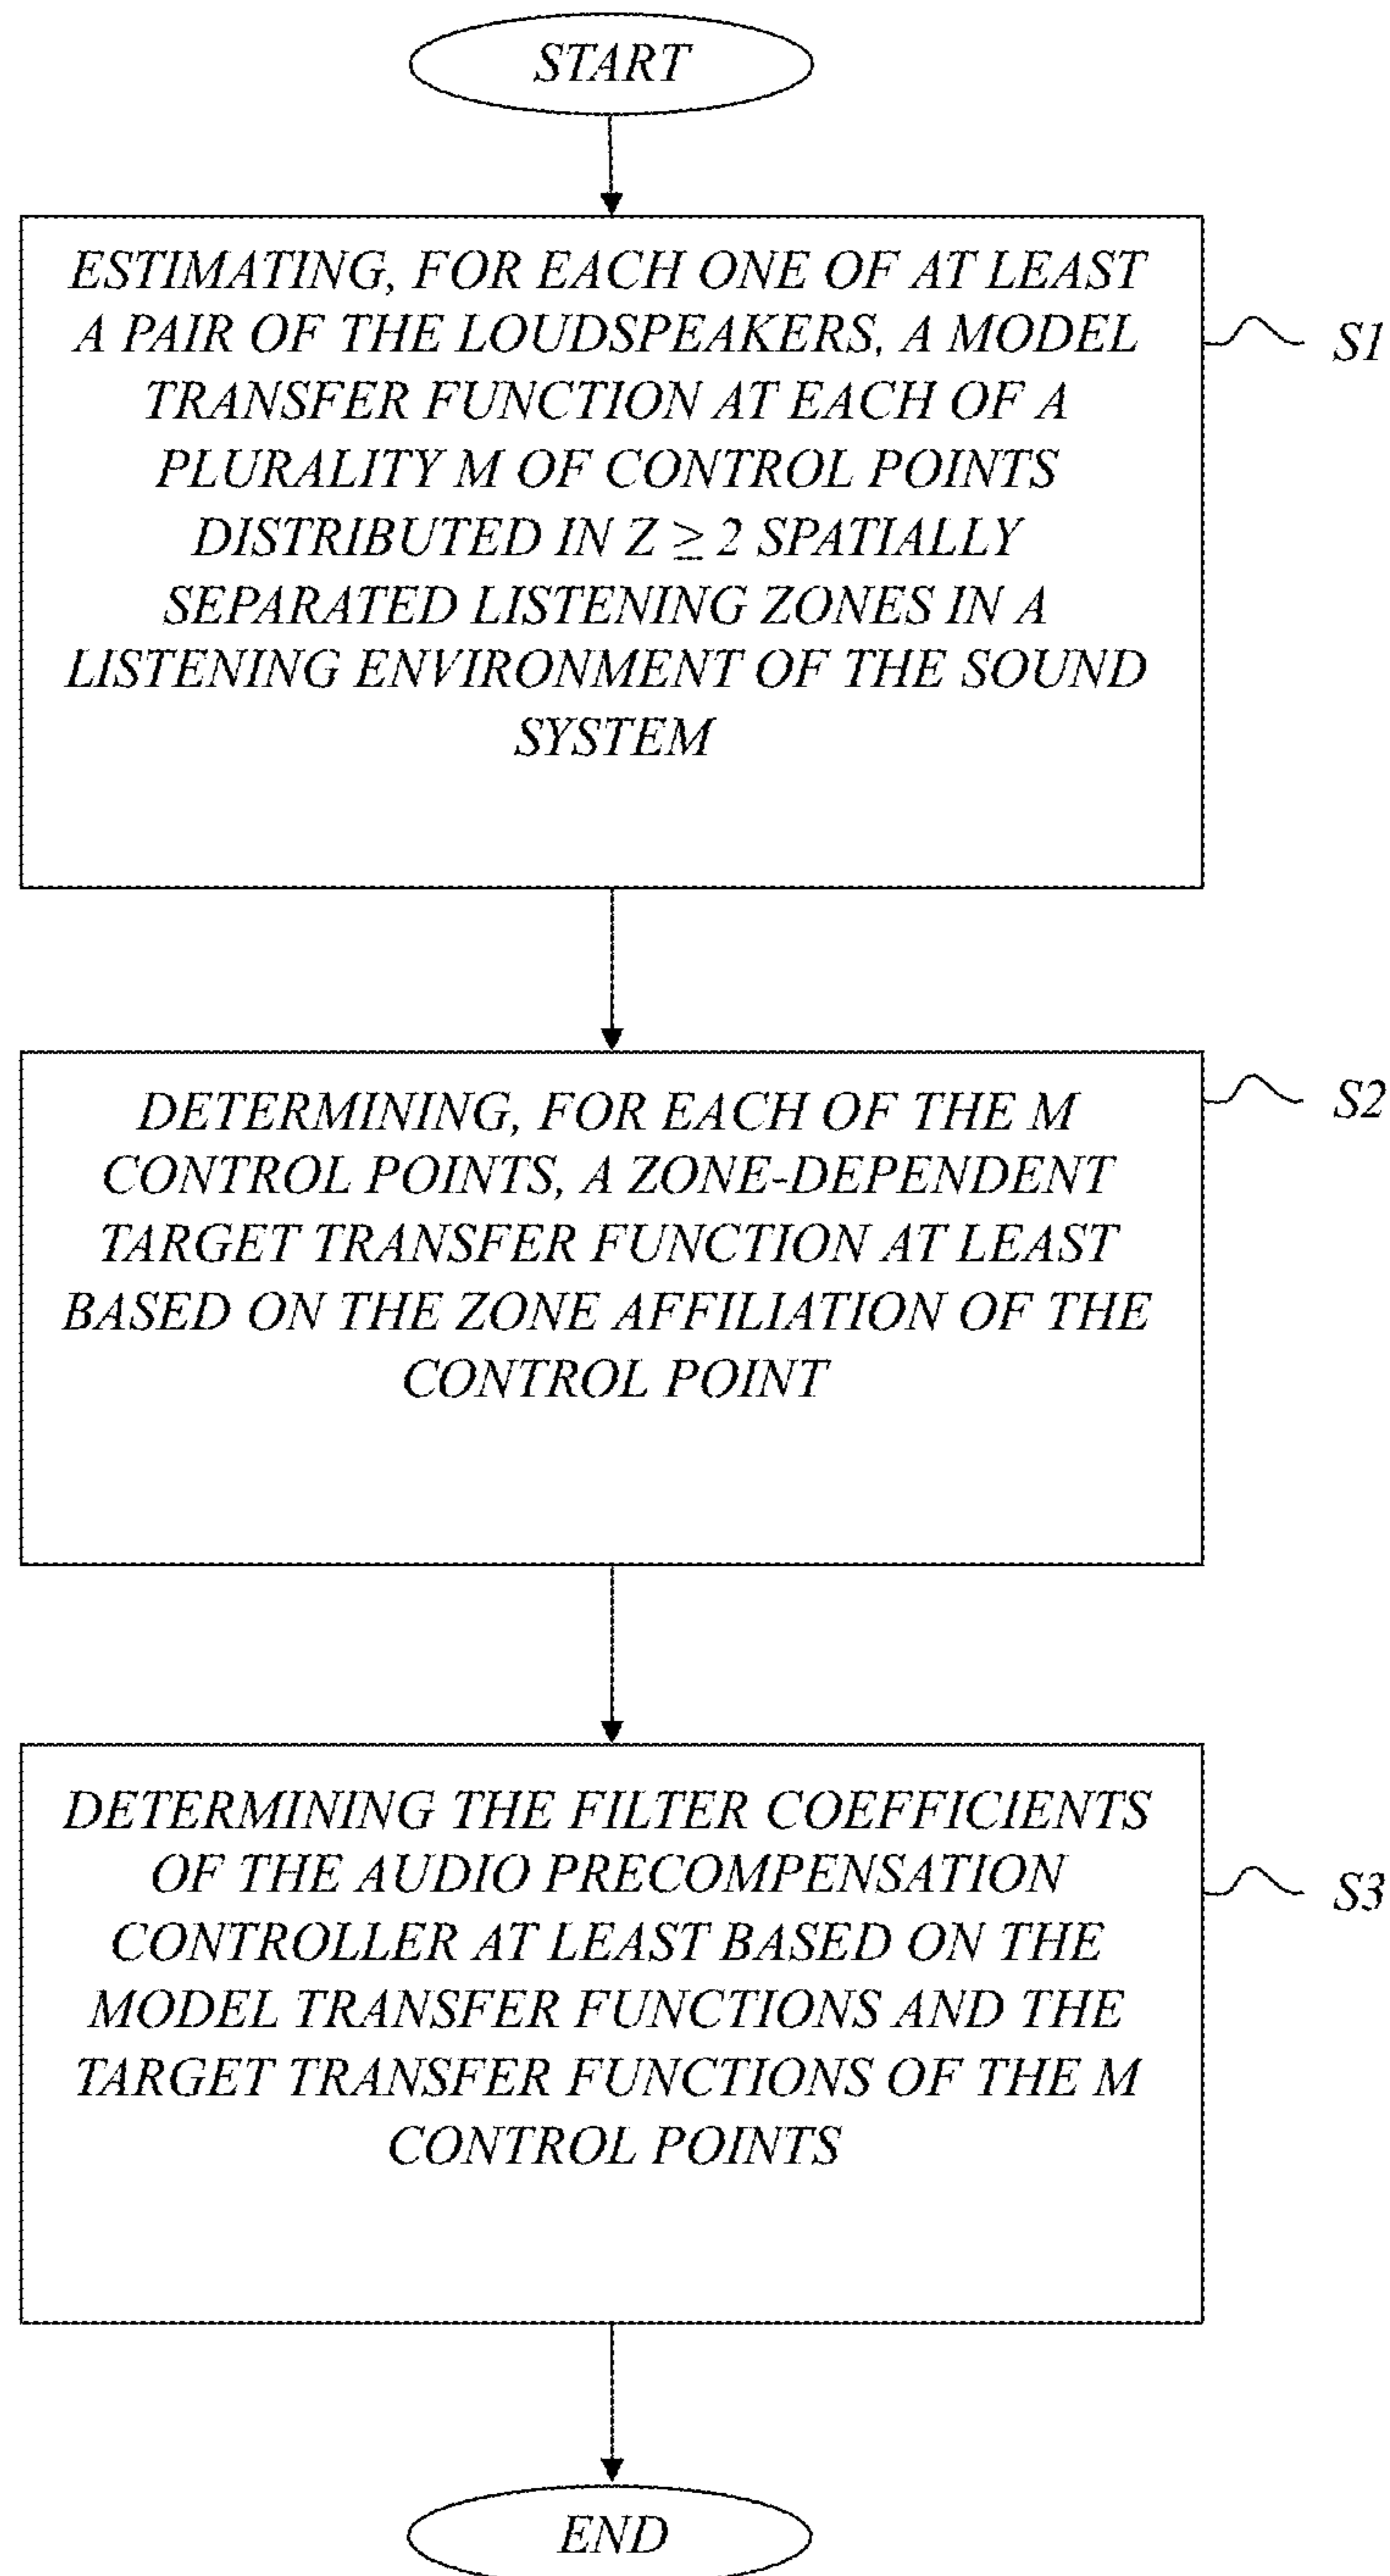 START
ESTIMATING, FOR EACH ONE OF AT LEAST
A PAIR OF THE LOUDSPEAKERS, A MODEL
TRANSFER FUNCTION AT EACH OF A
PLURALITY M OF CONTROL POINTS
DISTRIBUTED IN Z ≥ 2 SPATIALLY
SEPARATED LISTENING ZONES IN A
LISTENING ENVIRONMENT OF THE SOUND
SYSTEM
S1
DETERMINING, FOR EACH OF THE M
CONTROL POINTS, A ZONE-DEPENDENT
TARGET TRANSFER FUNCTION AT LEAST
BASED ON THE ZONE AFFILIATION OF THE
CONTROL POINT
S2
DETERMINING THE FILTER COEFFICIENTS
OF THE AUDIO PRECOMPENSATION
CONTROLLER AT LEAST BASED ON THE
MODEL TRANSFER FUNCTIONS AND THE
TARGET TRANSFER FUNCTIONS OF THE M
CONTROL POINTS
S3
END